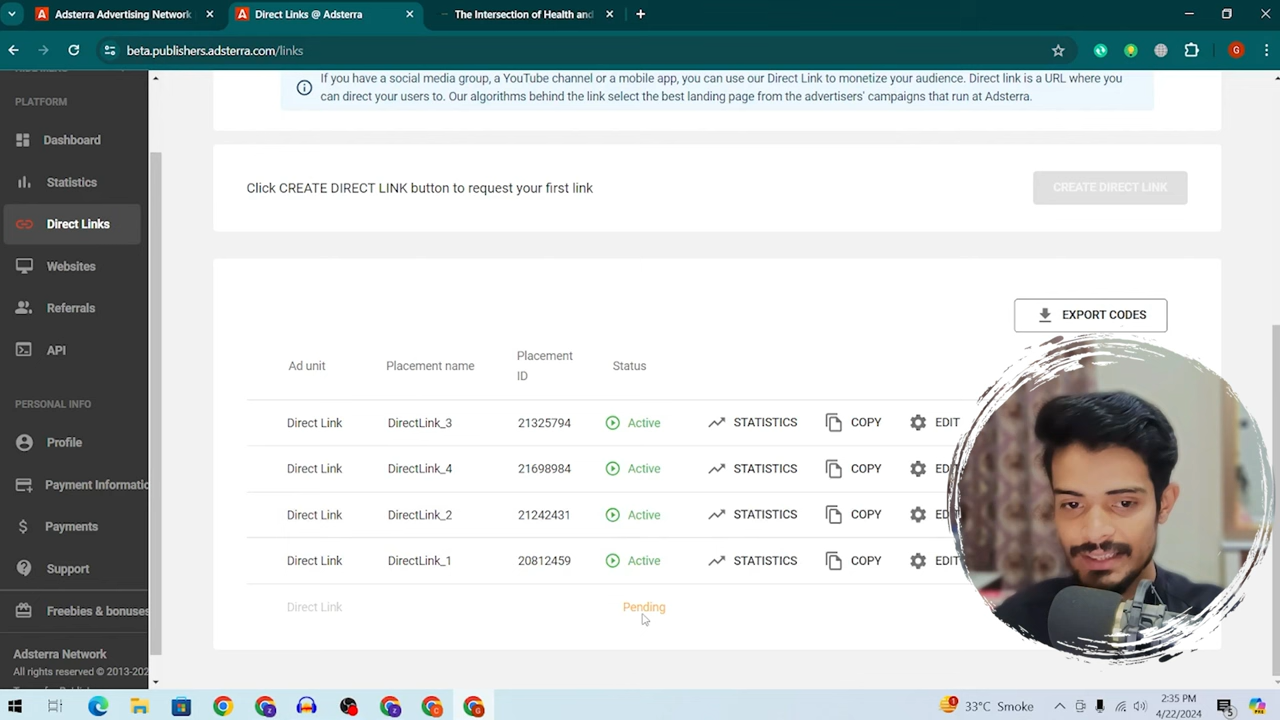 Adsterra Advertising Network
Direct Links @ Adsterra
The Intersection of Health and
beta.publishers.adsterra.com/links
G
If you have a social media group, a YouTube channel or a mobile app, you can use our Direct Link to monetize your audience. Direct link is a URL where you
can direct your users to. Our algorithms behind the link select the best landing page from the advertisers' campaigns that run at Adsterra.
PLATFORM
Dashboard
Statistics
Direct Links
Websites
Referrals
API
PERSONAL INFO
Profile
Payment Informatio
Payments
Support
Freebies & bonuses
Adsterra Network
All rights reserved © 2013-202
Click CREATE DIRECT LINK button to request your first link
CREATE DIRECT LINK
EXPORT CODES
Ad unit Placement name Placement ID Status
Direct Link DirectLink_3 21325794 Active STATISTICS COPY EDIT
Direct Link DirectLink_4 21698984 Active STATISTICS COPY EDIT
Direct Link DirectLink_2 21242431 Active STATISTICS COPY EDIT
Direct Link DirectLink_1 20812459 Active STATISTICS COPY EDIT
Direct Link Pending
33°C Smoke
2:35 PM
4/22/2024
5